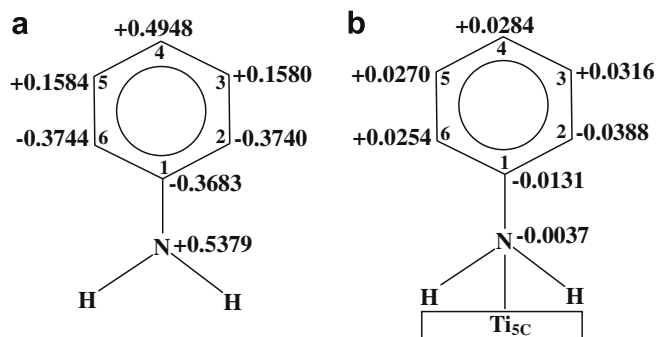 a
+0.4948
4
+0.1584 5
3 +0.1580
-0.3744 6
2 -0.3740
1
-0.3683
N +0.5379
H H
b
+0.0284
4
+0.0270 5
3 +0.0316
+0.0254 6
2 -0.0388
1
-0.0131
N -0.0037
H H
Ti5C